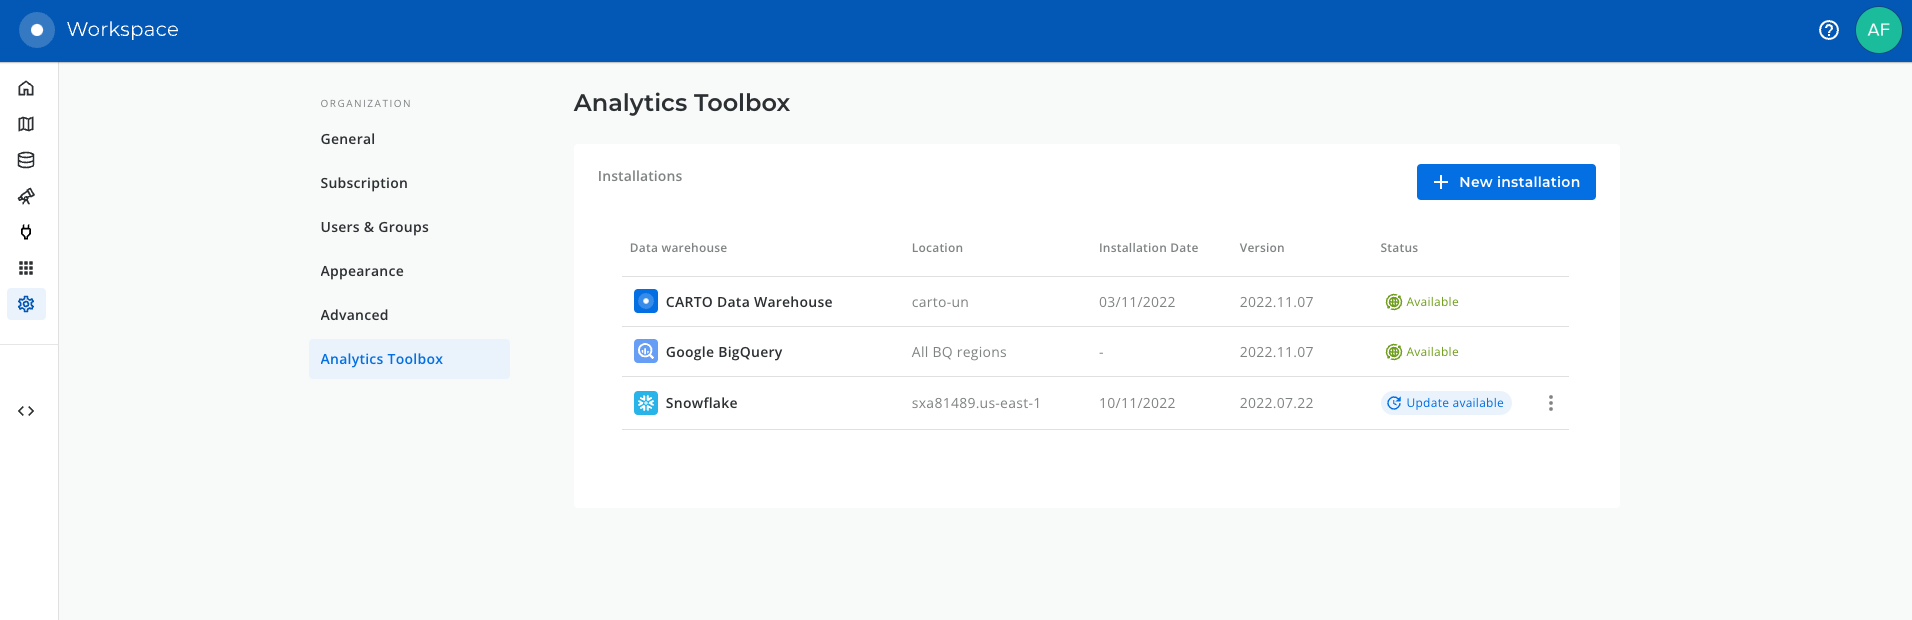 Workspace
AF
ORGANIZATION
General
Subscription
Users & Groups
Appearance
Advanced
Analytics Toolbox
Analytics Toolbox
Installations
New installation
Data warehouse Location Installation Date Version Status
CARTO Data Warehouse carto-un 03/11/2022 2022.11.07 Available
Google BigQuery All BQ regions - 2022.11.07 Available
Snowflake sxa81489.us-east-1 10/11/2022 2022.07.22 Update available